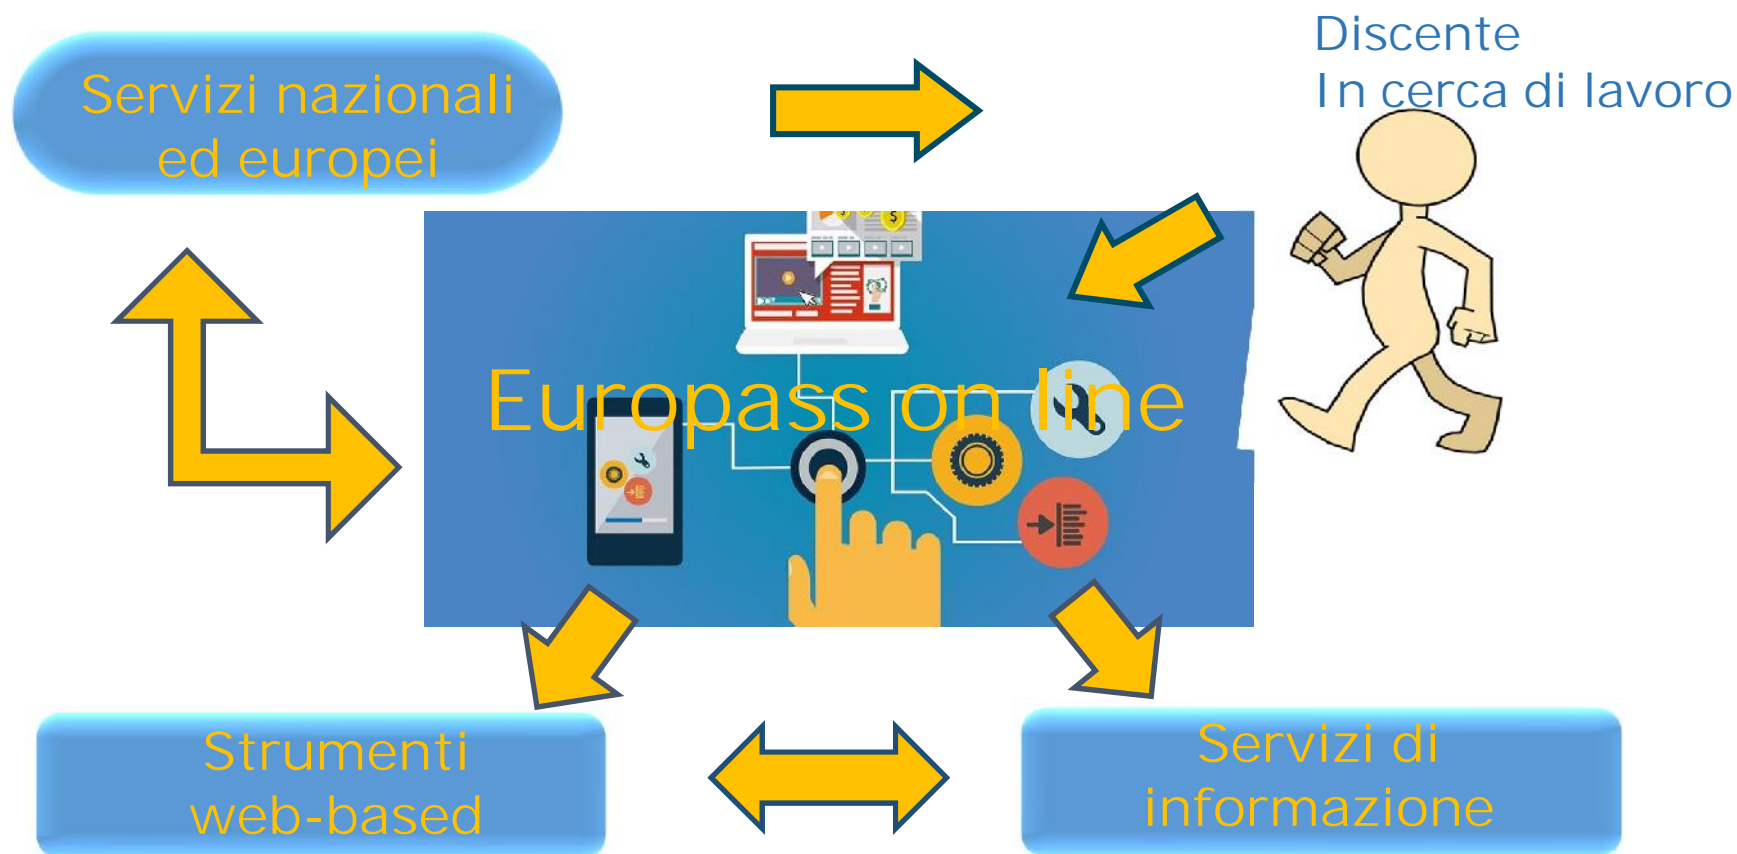 Discente
In cerca di lavoro
Servizi nazionali
ed europei
Europass on line
Strumenti
web-based
Servizi di
informazione